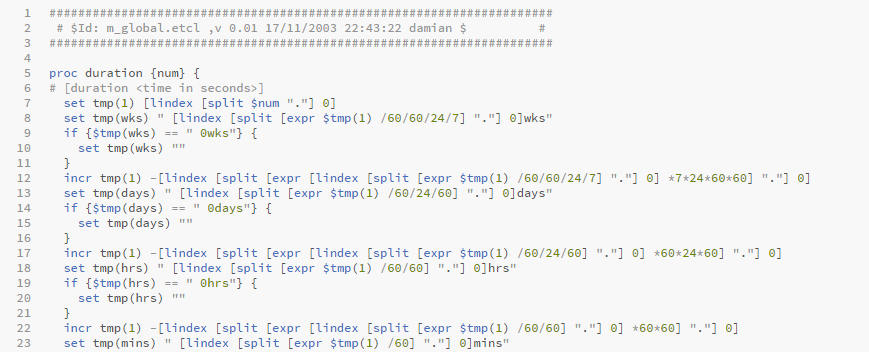 1 ###################################################################
2 # $Id: m_global.etcl ,v 0.01 17/11/2003 22:43:22 damian $ #
3 ###################################################################
4
5 proc duration {num} {
6 # [duration <time in seconds>]
7 set tmp(1) [lindex [split $num "."] 0]
8 set tmp(wks) " [lindex [split [expr $tmp(1) /60/60/24/7] "."] 0]wks"
9 if {$tmp(wks) == " 0wks"} {
10 set tmp(wks) ""
11 }
12 incr tmp(1) -[lindex [split [expr [lindex [split [expr $tmp(1) /60/60/24/7] "."] 0] *7*24*60*60] "."] 0]
13 set tmp(days) " [lindex [split [expr $tmp(1) /60/24/60] "."] 0]days"
14 if {$tmp(days) == " 0days"} {
15 set tmp(days) ""
16 }
17 incr tmp(1) -[lindex [split [expr [lindex [split [expr $tmp(1) /60/24/60] "."] 0] *60*24*60] "."] 0]
18 set tmp(hrs) " [lindex [split [expr $tmp(1) /60/60] "."] 0]hrs"
19 if {$tmp(hrs) == " 0hrs"} {
20 set tmp(hrs) ""
21 }
22 incr tmp(1) -[lindex [split [expr [lindex [split [expr $tmp(1) /60/60] "."] 0] *60*60] "."] 0]
23 set tmp(mins) " [lindex [split [expr $tmp(1) /60] "."] 0]mins"